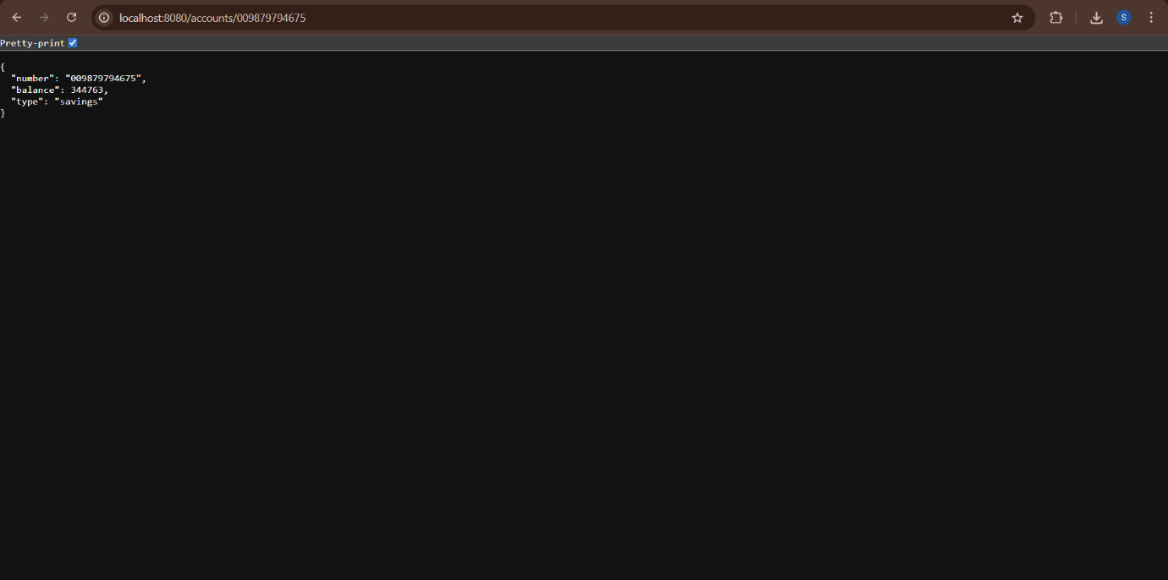 localhost:8080/accounts/009879794675
S
Pretty-print
{
  "number": "009879794675",
  "balance": 344763,
  "type": "savings"
}